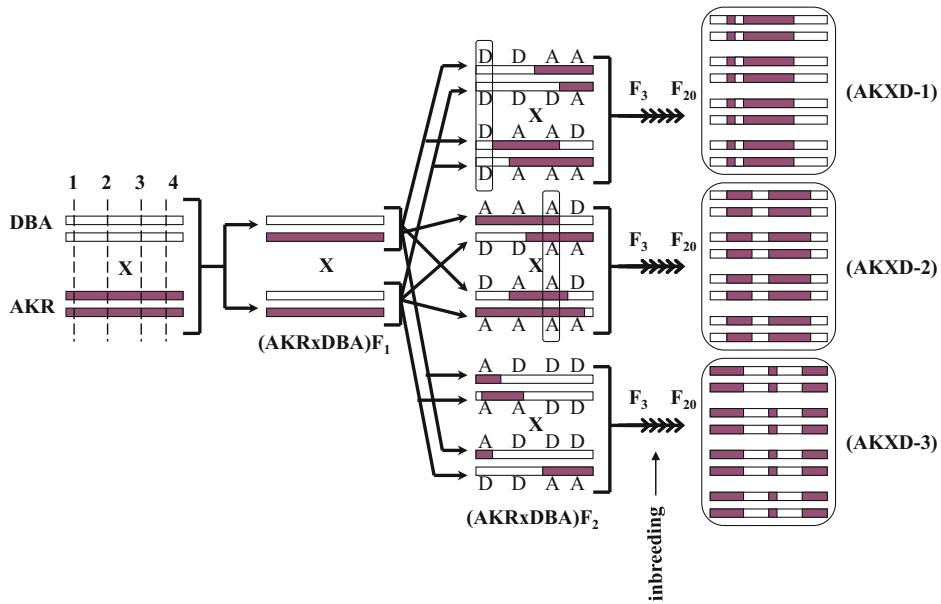 1 2 3 4
DBA
X
AKR
X
(AKRxDBA)F1
D D A A
D D D A
X
D A A D
D A A A
F3 F20
(AKXD-1)
A A A D
D D A A
X
D A A D
A A A A
F3 F20
(AKXD-2)
A D D D
A A D D
X
A D D D
D D A A
(AKRxDBA)F2
F3 F20
(AKXD-3)
inbreeding